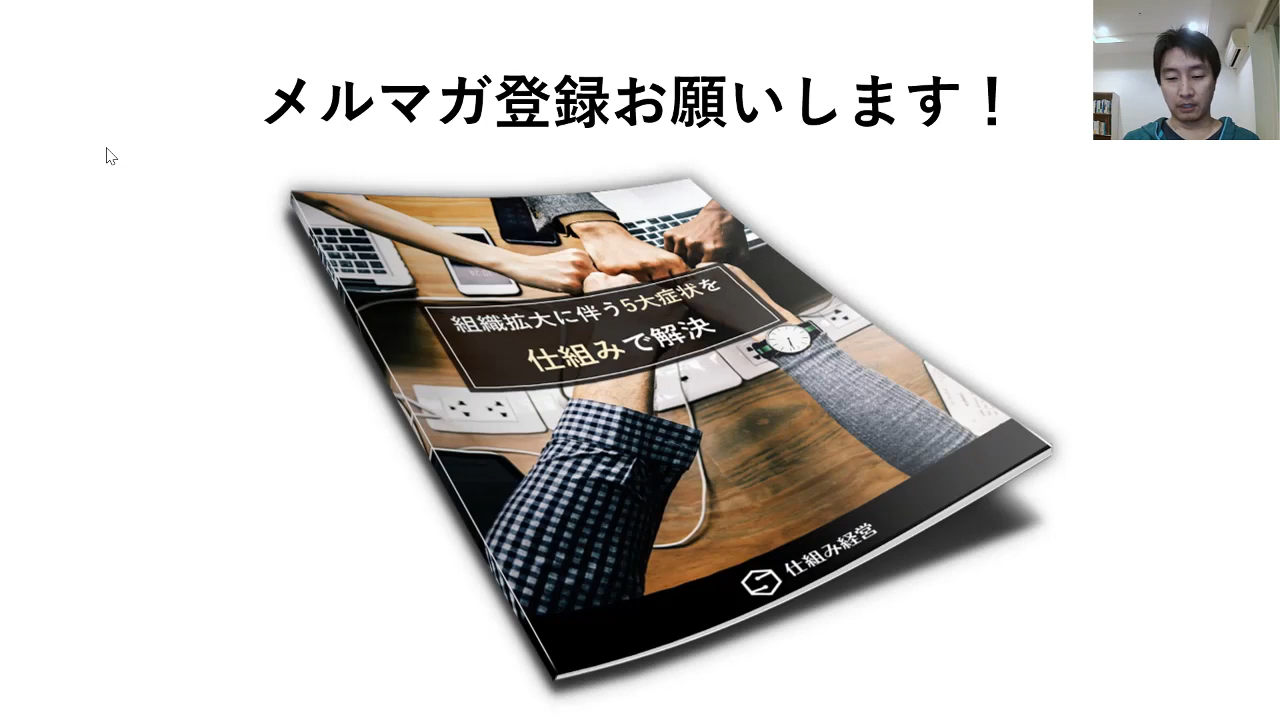 メルマガ登録お願いします！
組織拡大に伴う5大症状を
仕組みで解決
仕組み経営